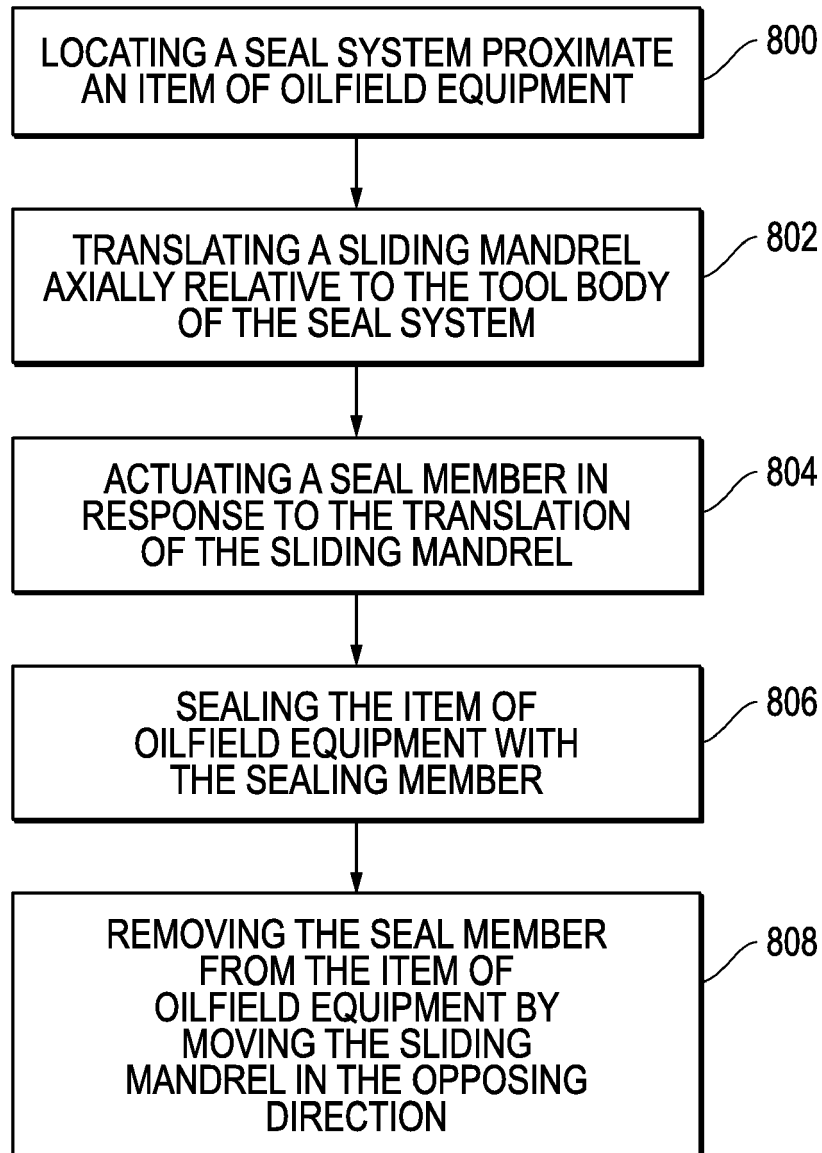 LOCATING A SEAL SYSTEM PROXIMATE
AN ITEM OF OILFIELD EQUIPMENT
800
TRANSLATING A SLIDING MANDREL
AXIALLY RELATIVE TO THE TOOL BODY
OF THE SEAL SYSTEM
802
ACTUATING A SEAL MEMBER IN
RESPONSE TO THE TRANSLATION
OF THE SLIDING MANDREL
804
SEALING THE ITEM OF
OILFIELD EQUIPMENT WITH
THE SEALING MEMBER
806
REMOVING THE SEAL MEMBER
FROM THE ITEM OF
OILFIELD EQUIPMENT BY
MOVING THE SLIDING
MANDREL IN THE OPPOSING
DIRECTION
808